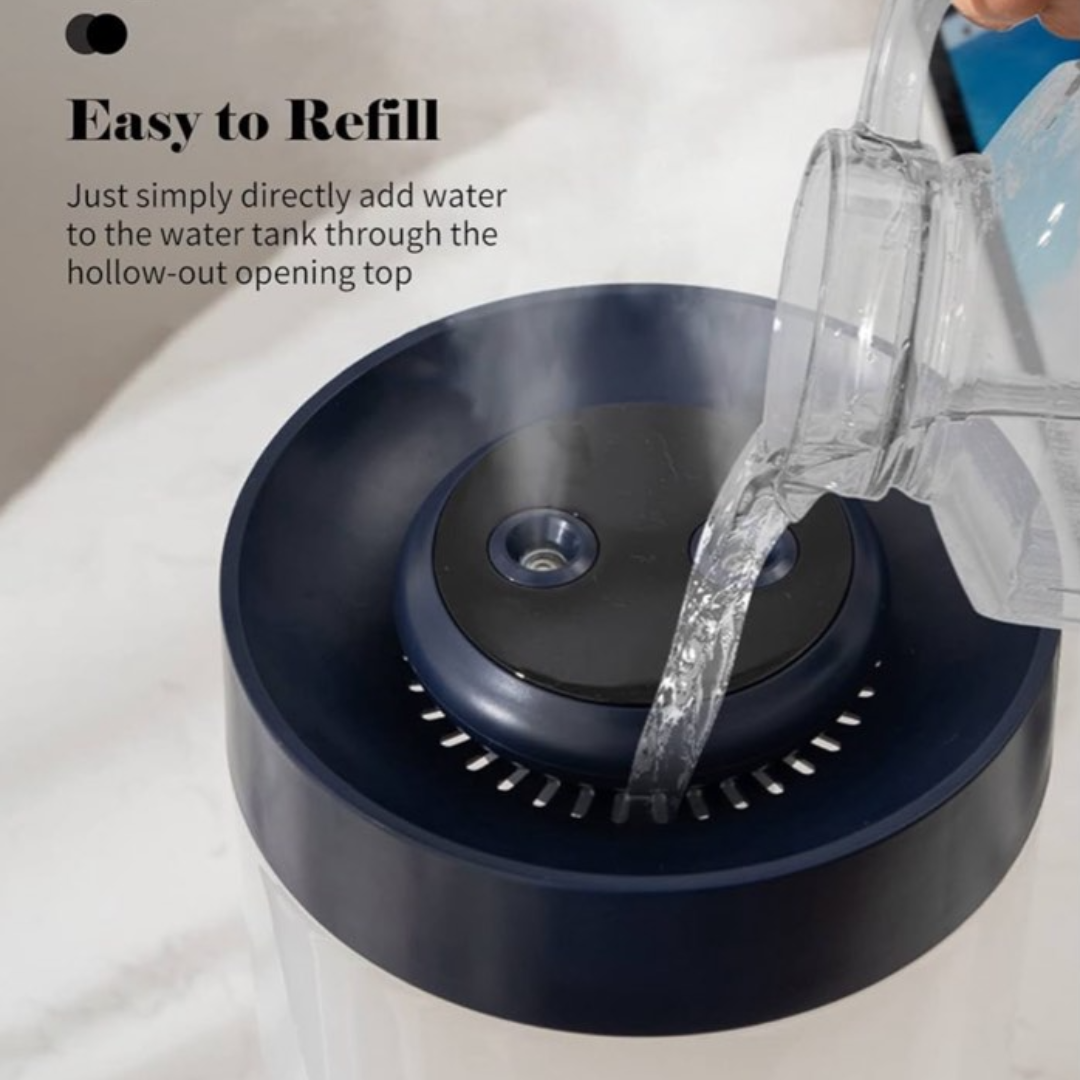 Easy to Refill
Just simply directly add water
to the water tank through the
hollow-out opening top